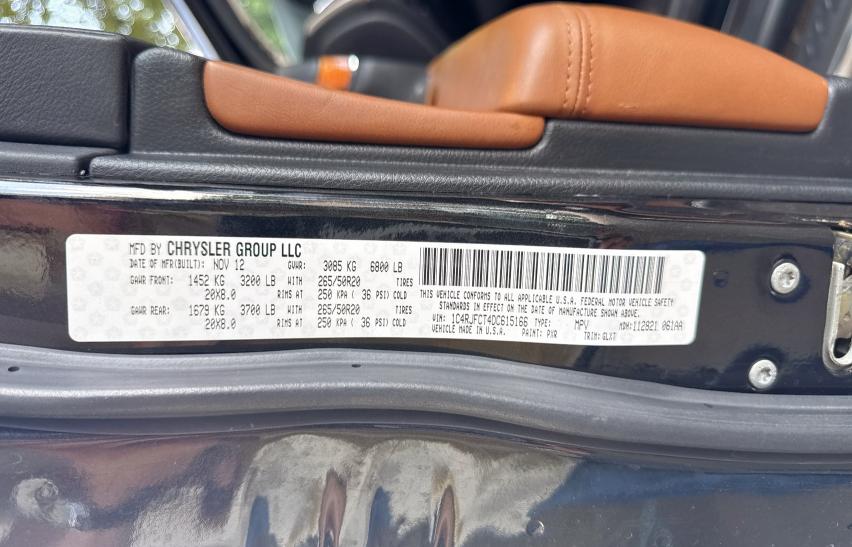 MFD BY CHRYSLER GROUP LLC
DATE OF MFR(BUILT): NOV 12 GVWR: 3085 KG 6800 LB
GAWR FRONT: 1452 KG 3200 LB WITH 265/50R20 TIRES
20X8.0 RIMS AT 250 KPA ( 36 PSI) COLD
GAWR REAR: 1679 KG 3700 LB WITH 265/50R20 TIRES
20X8.0 RIMS AT 250 KPA ( 36 PSI) COLD
THIS VEHICLE CONFORMS TO ALL APPLICABLE U.S.A. FEDERAL MOTOR VEHICLE SAFETY
STANDARDS IN EFFECT ON THE DATE OF MANUFACTURE SHOWN ABOVE.
VIN: 1C4RJFCT4DC615166 TYPE: MPV MDH:112821 061AA
VEHICLE MADE IN U.S.A. PAINT: PXR TRIM: GLXT